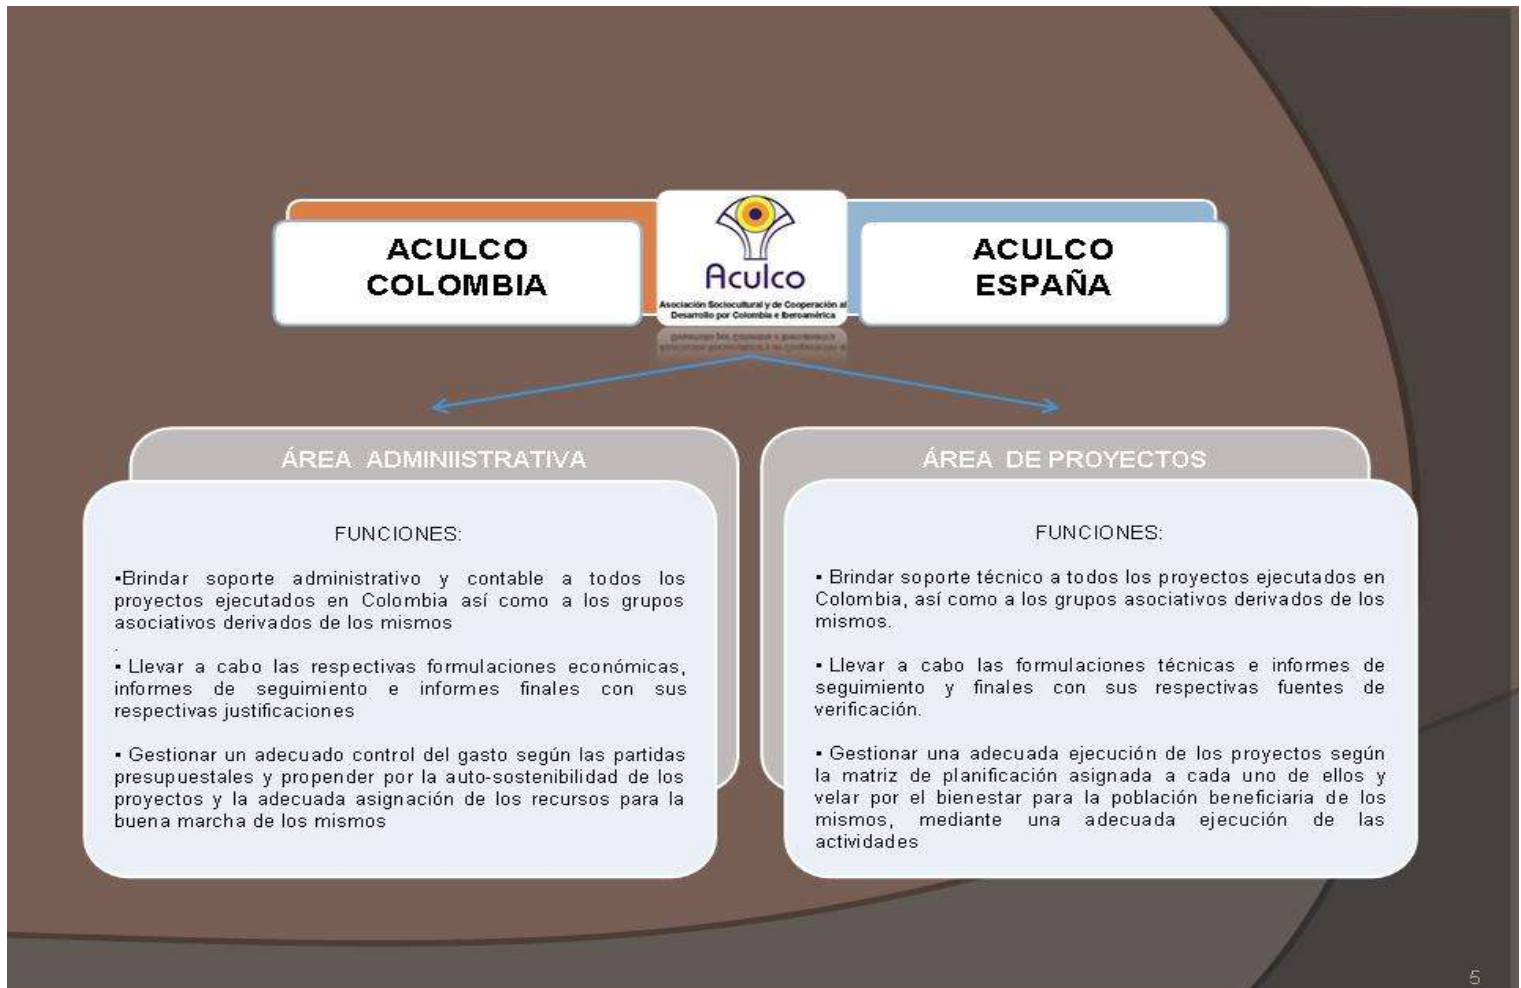 ACULCO
COLOMBIA
Aculco
Asociación Sociocultural y de Cooperación al
Desarrollo por Colombia e Iberoamérica
ACULCO
ESPAÑA
ÁREA ADMINIISTRATIVA
FUNCIONES:
▪Brindar soporte administrativo y contable a todos los
proyectos ejecutados en Colombia así como a los grupos
asociativos derivados de los mismos
.
▪ Llevar a cabo las respectivas formulaciones económicas,
informes de seguimiento e informes finales con sus
respectivas justificaciones
▪ Gestionar un adecuado control del gasto según las partidas
presupuestales y propender por la auto-sostenibilidad de los
proyectos y la adecuada asignación de los recursos para la
buena marcha de los mismos
ÁREA DE PROYECTOS
FUNCIONES:
▪ Brindar soporte técnico a todos los proyectos ejecutados en
Colombia, así como a los grupos asociativos derivados de los
mismos.
▪ Llevar a cabo las formulaciones técnicas e informes de
seguimiento y finales con sus respectivas fuentes de
verificación.
▪ Gestionar una adecuada ejecución de los proyectos según
la matriz de planificación asignada a cada uno de ellos y
velar por el bienestar para la población beneficiaria de los
mismos, mediante una adecuada ejecución de las
actividades
5